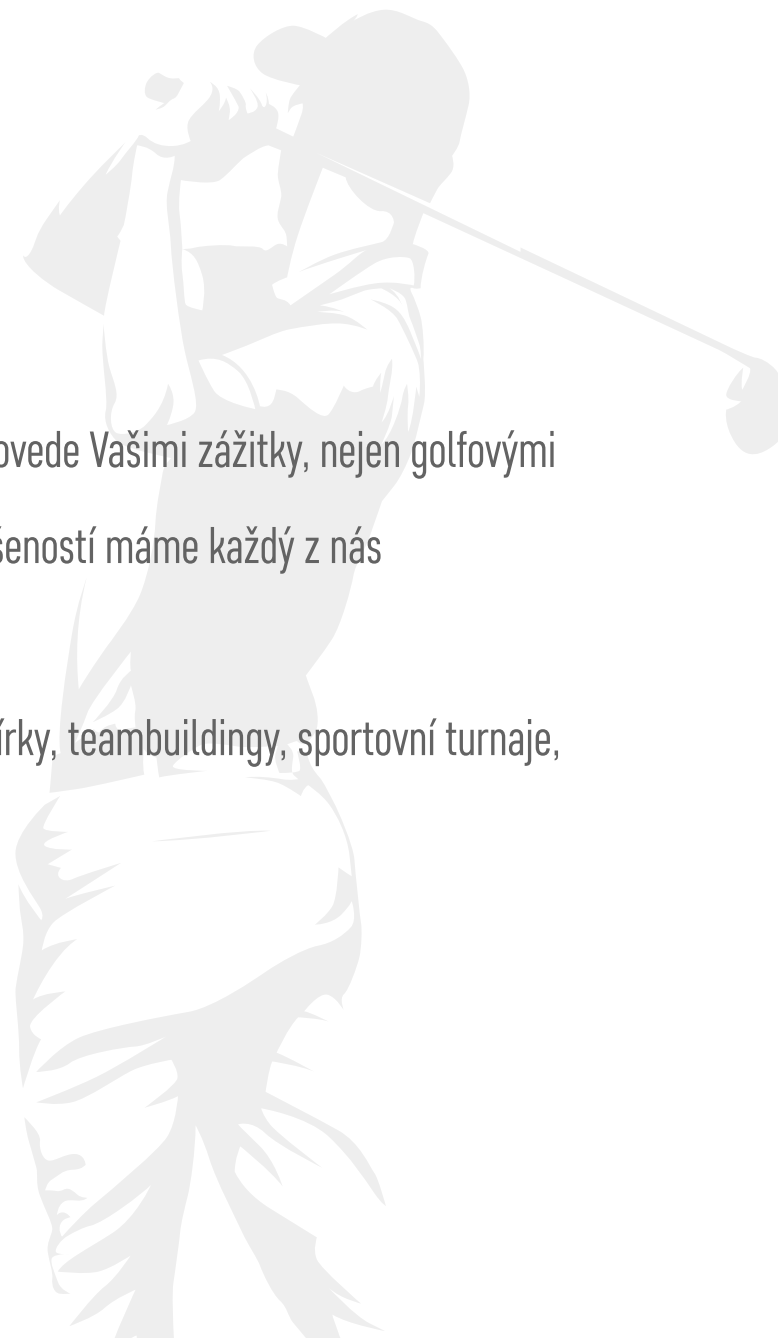 ovede Vašimi zážitky, nejen golfovými
šeností máme každý z nás
írky, teambuildingy, sportovní turnaje,